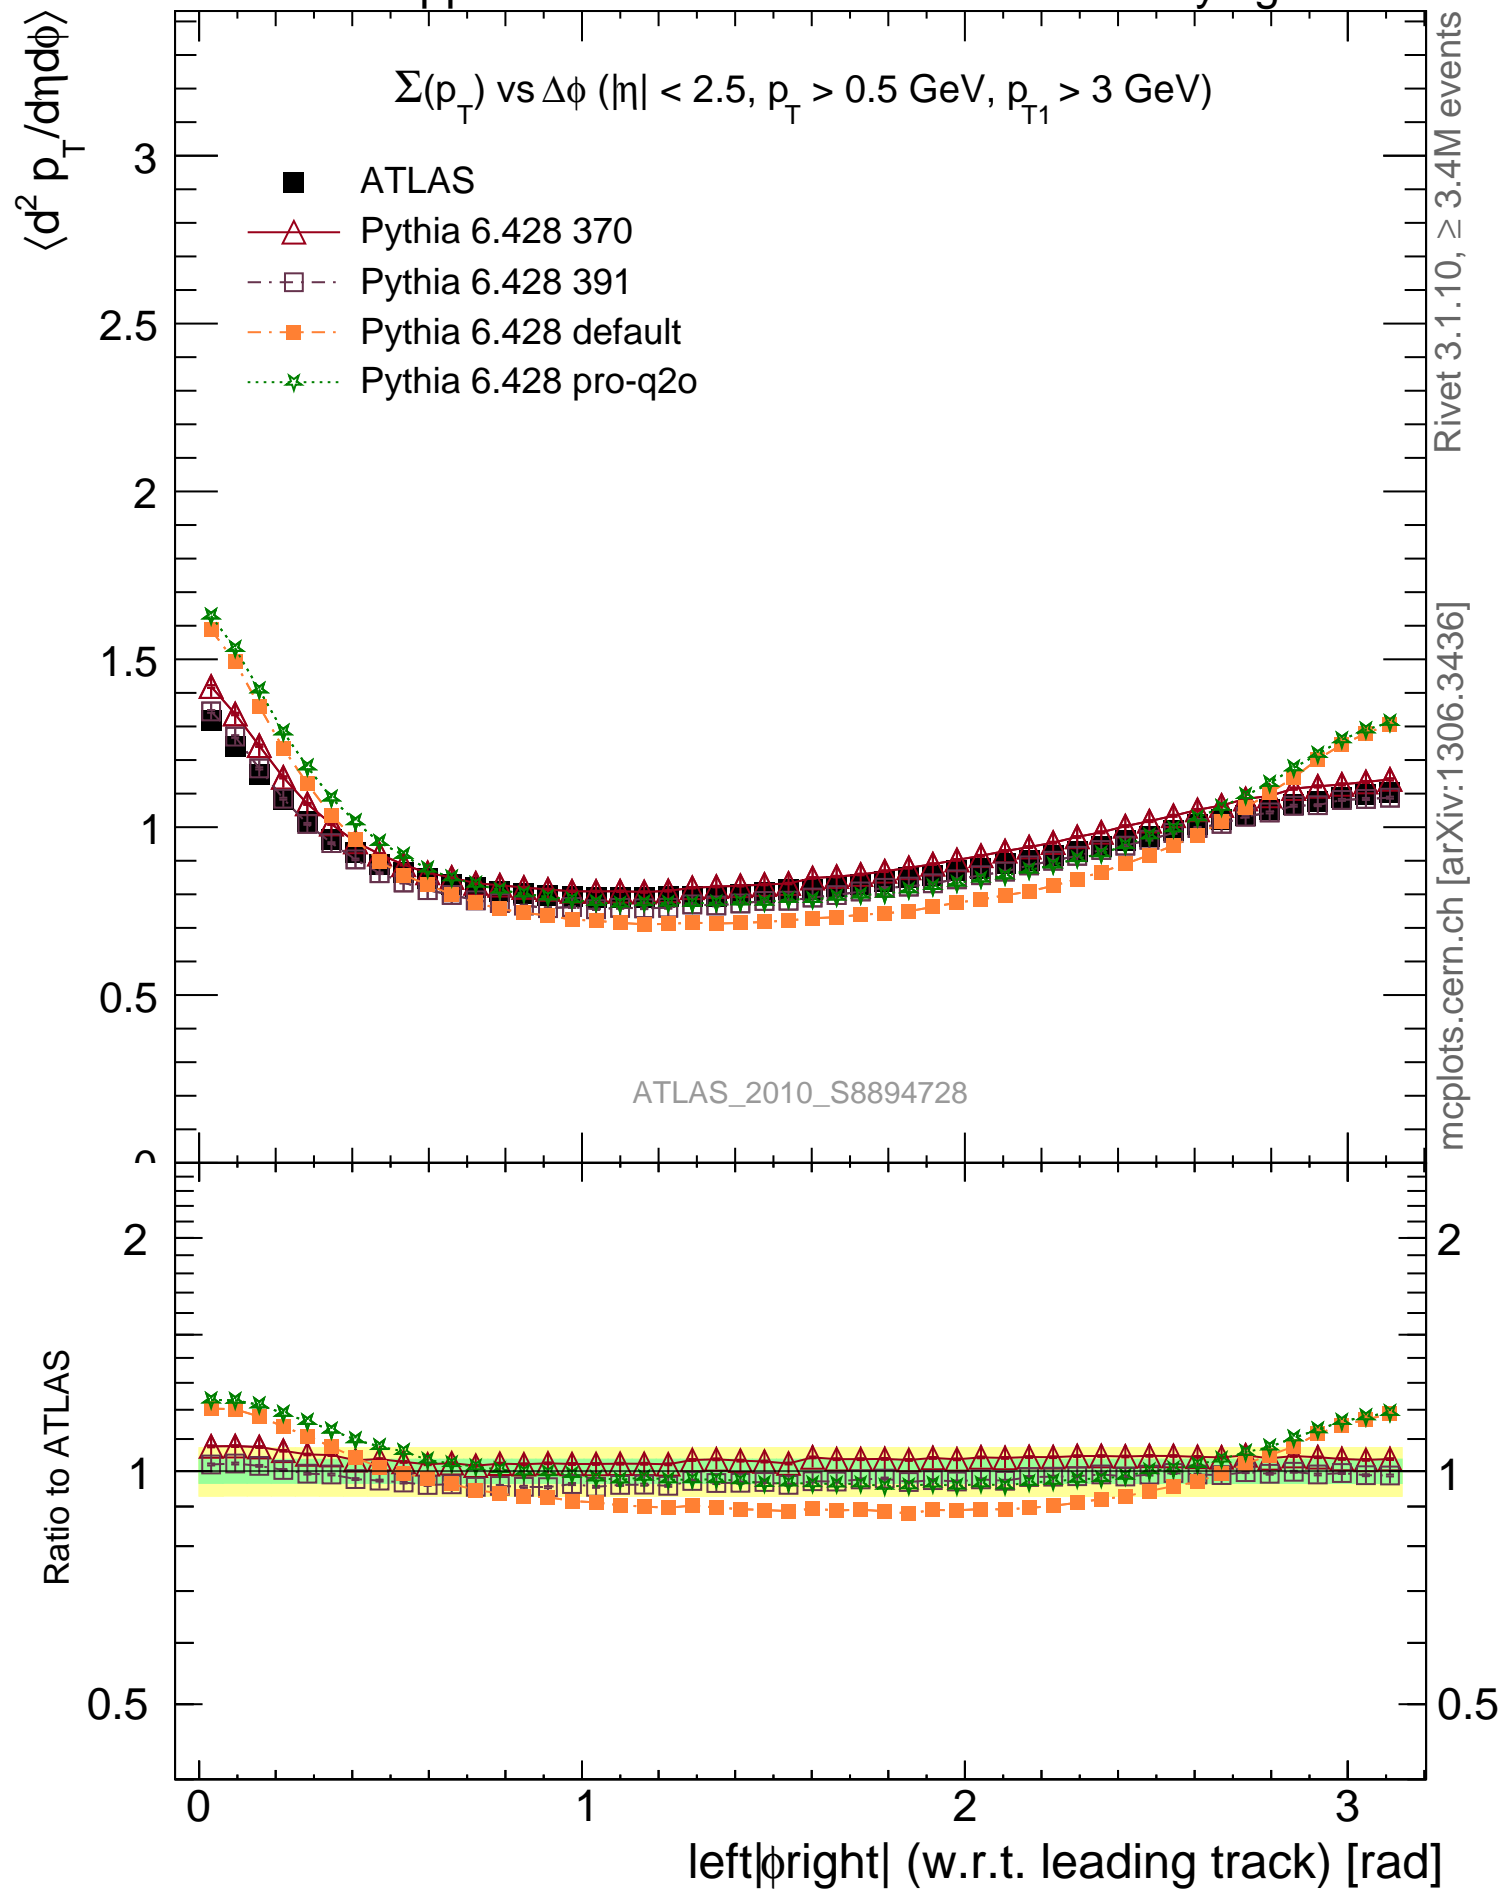 Σ(p_T) vs Δϕ (|η| < 2.5, p_T > 0.5 GeV, p_T1 > 3 GeV)
⟨d² p_T/dηdϕ⟩
ATLAS
Pythia 6.428 370
Pythia 6.428 391
Pythia 6.428 default
Pythia 6.428 pro-q2o
3
2.5
2
1.5
1
0.5
0
ATLAS_2010_S8894728
Rivet 3.1.10, ≥ 3.4M events
mcplots.cern.ch [arXiv:1306.3436]
Ratio to ATLAS
2
1
0.5
2
1
0.5
0
1
2
3
left|ϕright| (w.r.t. leading track) [rad]